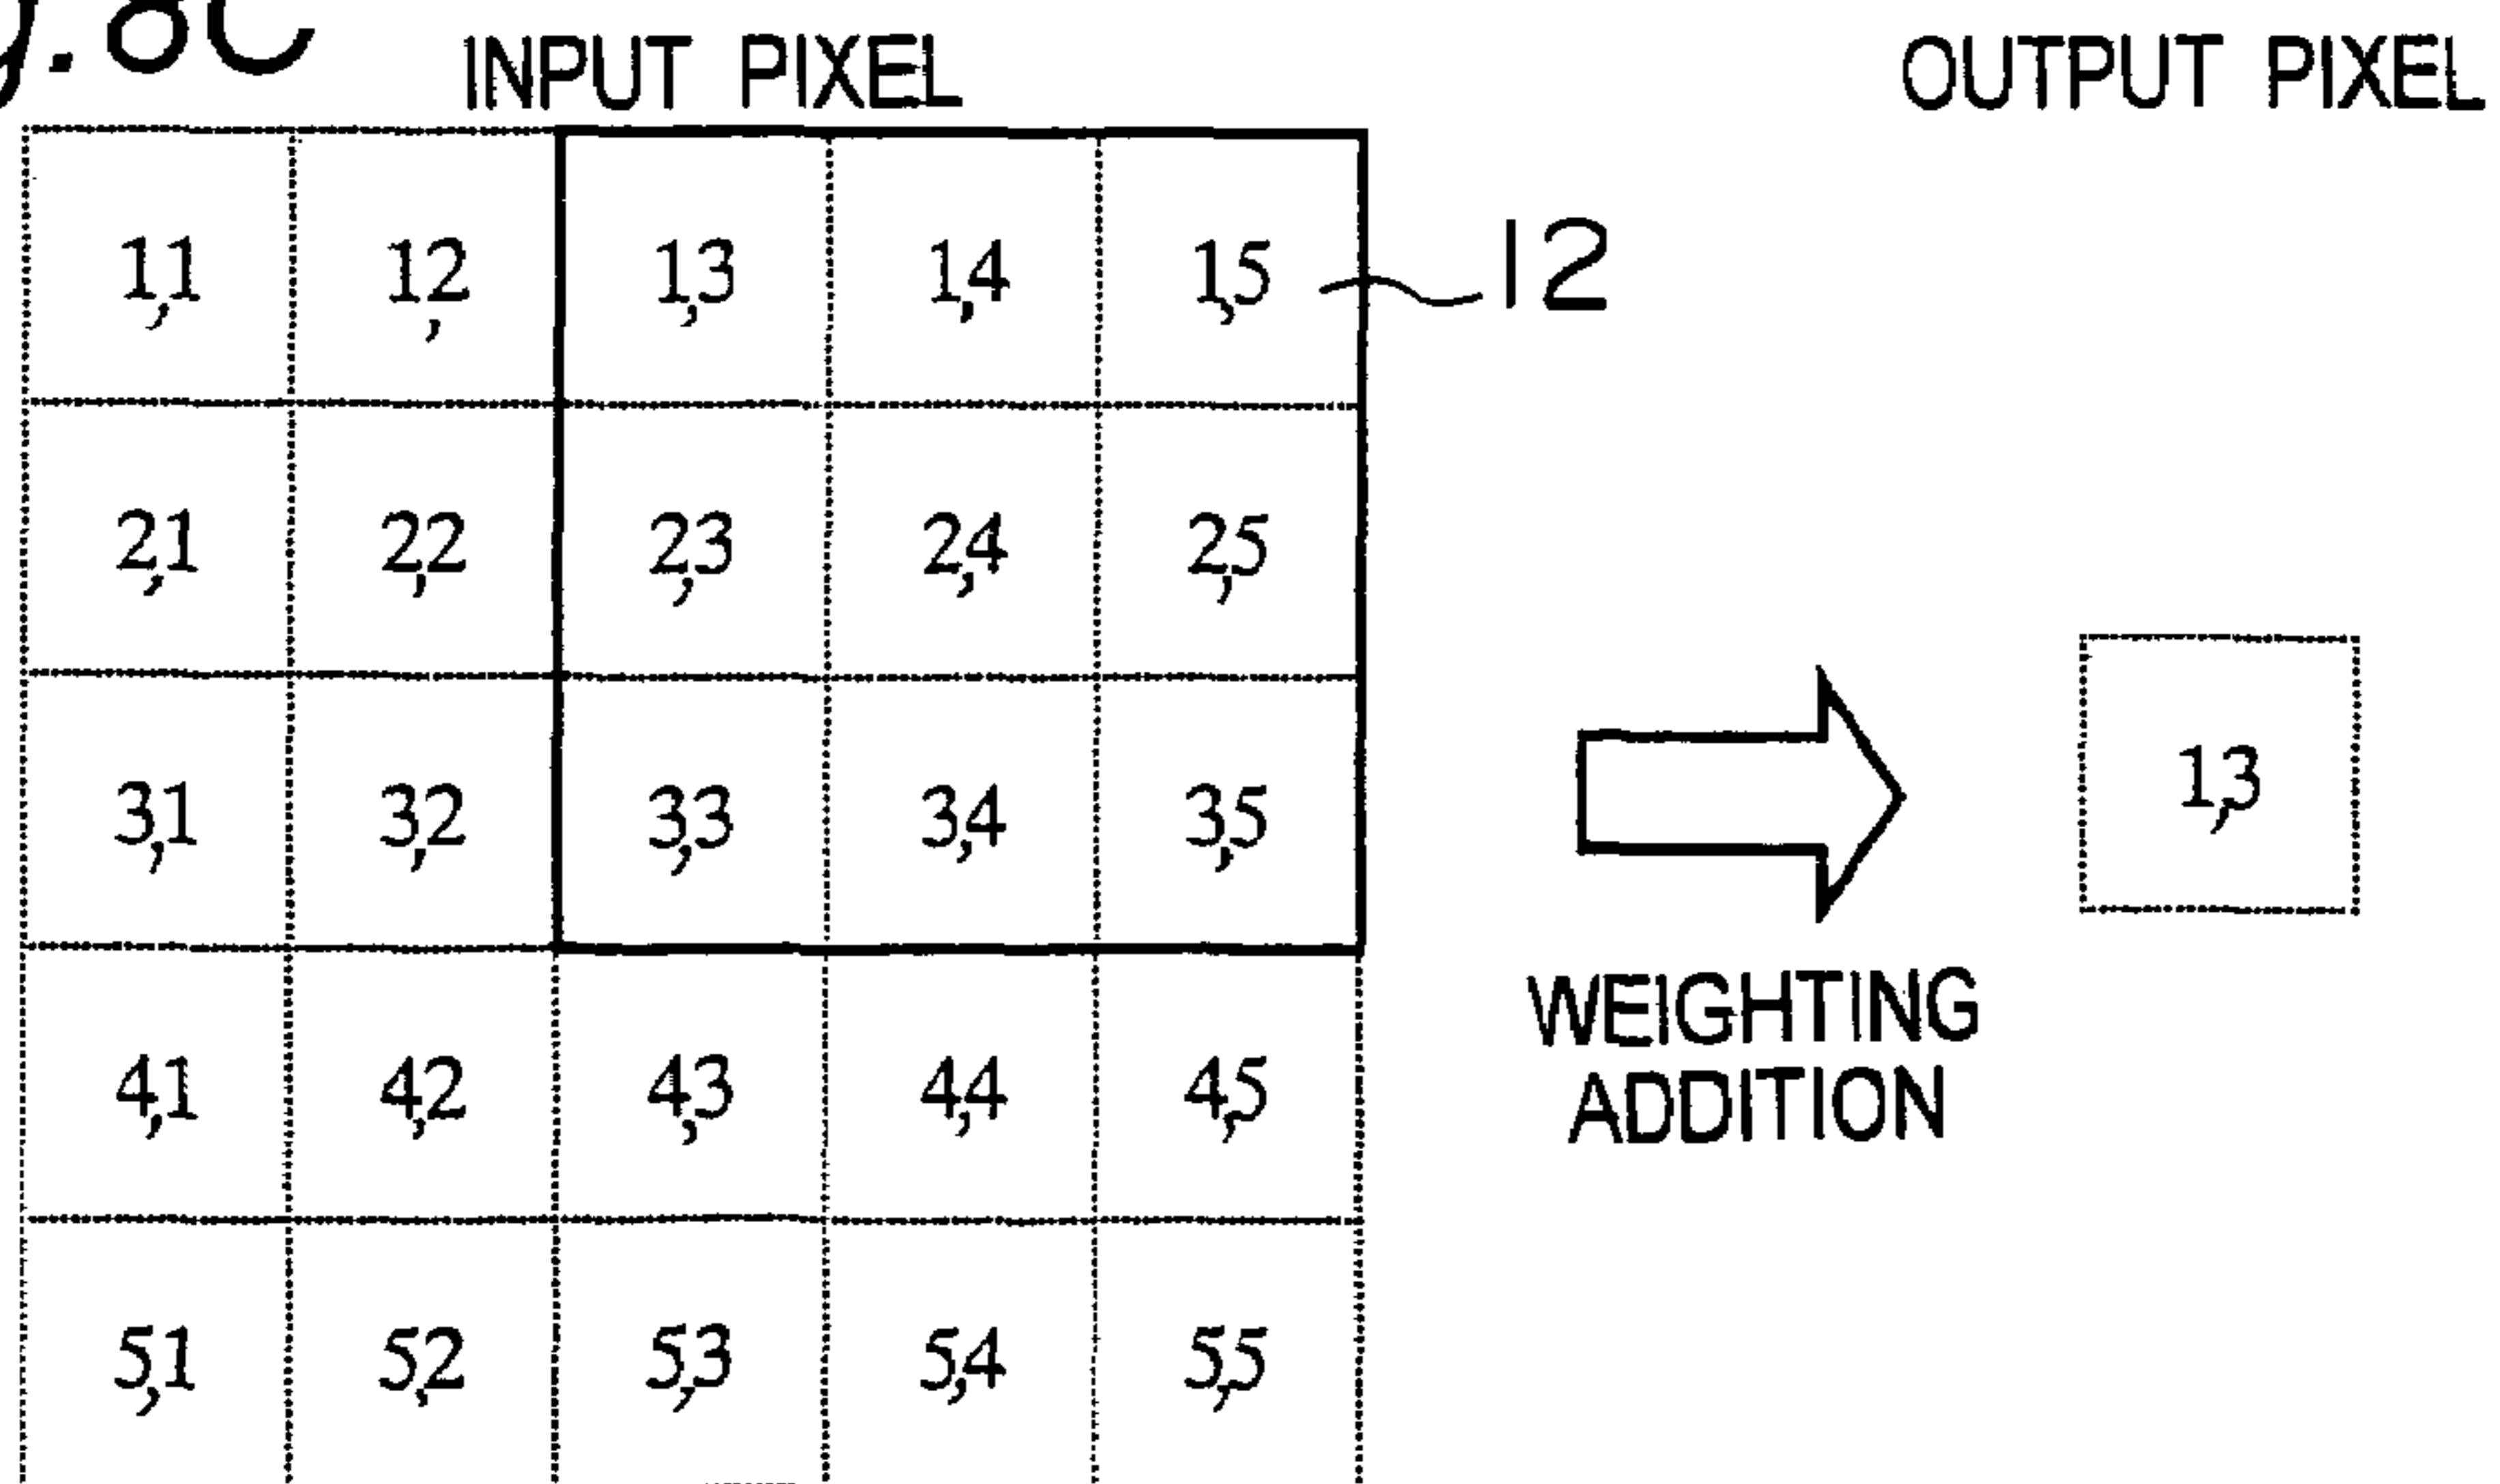 8C
INPUT PIXEL
OUTPUT PIXEL
1,1 1,2 1,3 1,4 1,5
12
2,1 2,2 2,3 2,4 2,5
3,1 3,2 3,3 3,4 3,5
1,3
WEIGHTING
ADDITION
4,1 4,2 4,3 4,4 4,5
5,1 5,2 5,3 5,4 5,5